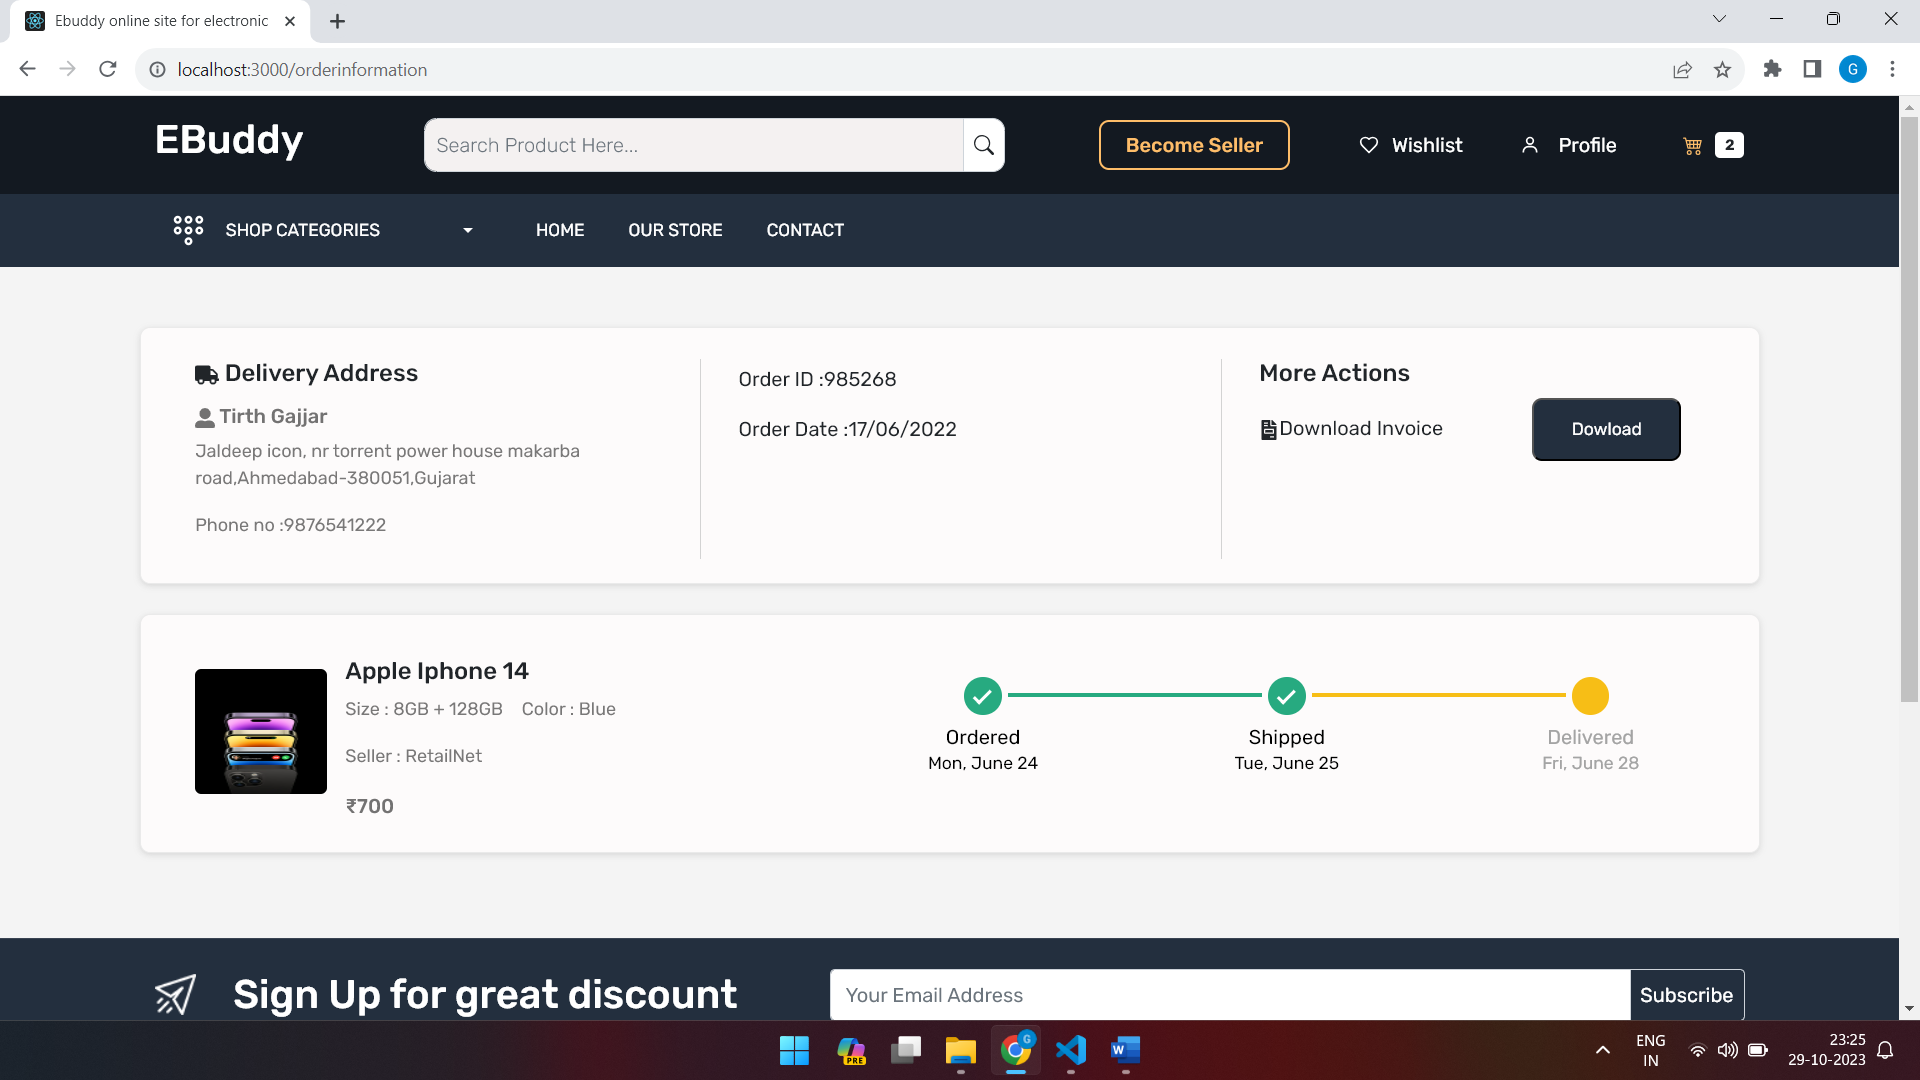 Ebuddy online site for electronic
localhost:3000/orderinformation
G
EBuddy
Search Product Here...
Become Seller
Wishlist
Profile
2
SHOP CATEGORIES
HOME
OUR STORE
CONTACT
Delivery Address
Tirth Gajjar
Jaldeep icon, nr torrent power house makarba
road,Ahmedabad-380051,Gujarat
Phone no :9876541222
Order ID :985268
Order Date :17/06/2022
More Actions
Download Invoice
Dowload
Apple Iphone 14
Size : 8GB + 128GB Color : Blue
Seller : RetailNet
₹700
Ordered
Mon, June 24
Shipped
Tue, June 25
Delivered
Fri, June 28
Sign Up for great discount
Your Email Address
Subscribe
PRE
G
W
ENG
IN
23:25
29-10-2023